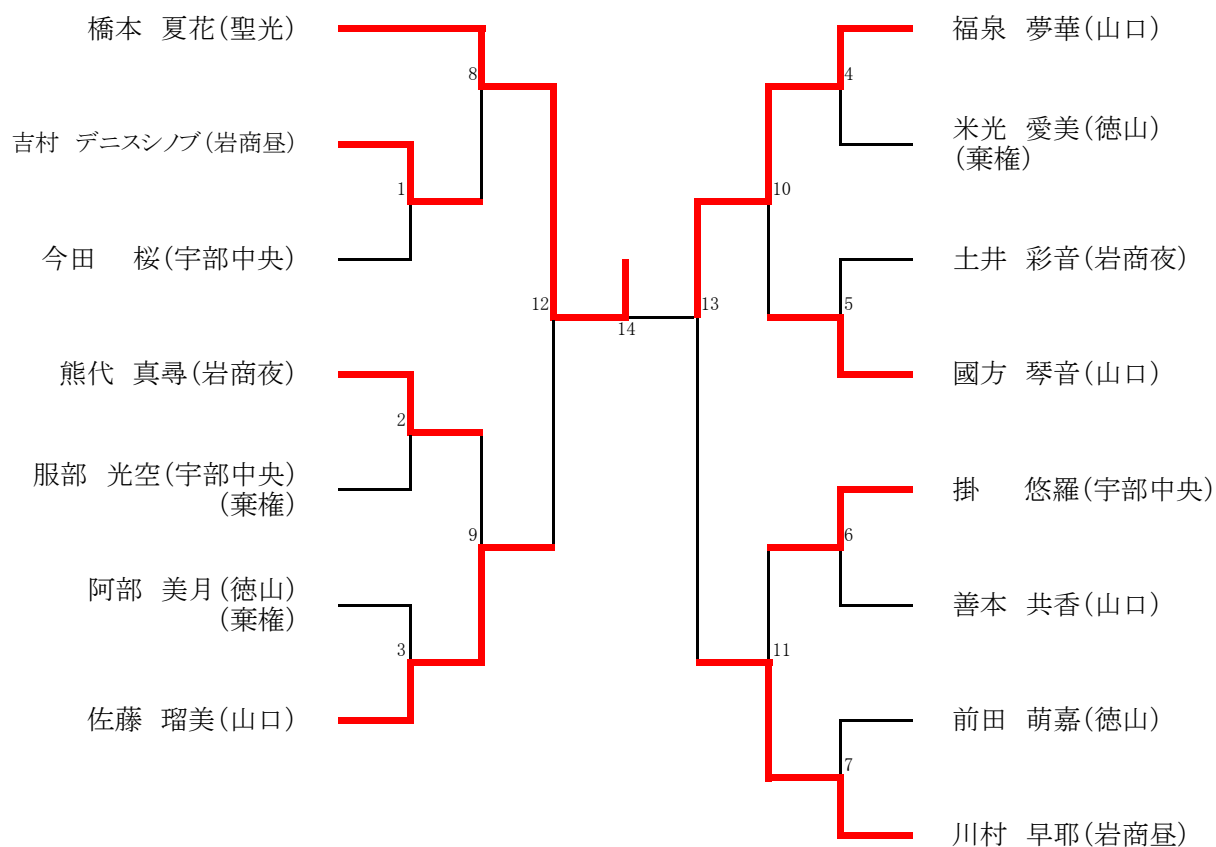 橋本　夏花(聖光)
8
吉村　デニスシノブ(岩商昼)
1
今田　　桜(宇部中央)
12
熊代　真尋(岩商夜)
2
服部　光空(宇部中央)
(棄権)
9
阿部　美月(徳山)
(棄権)
3
佐藤　瑠美(山口)
14
福泉　夢華(山口)
4
米光　愛美(徳山)
(棄権)
10
土井　彩音(岩商夜)
13
5
國方　琴音(山口)
掛　　悠羅(宇部中央)
6
善本　共香(山口)
11
前田　萌嘉(徳山)
7
川村　早耶(岩商昼)